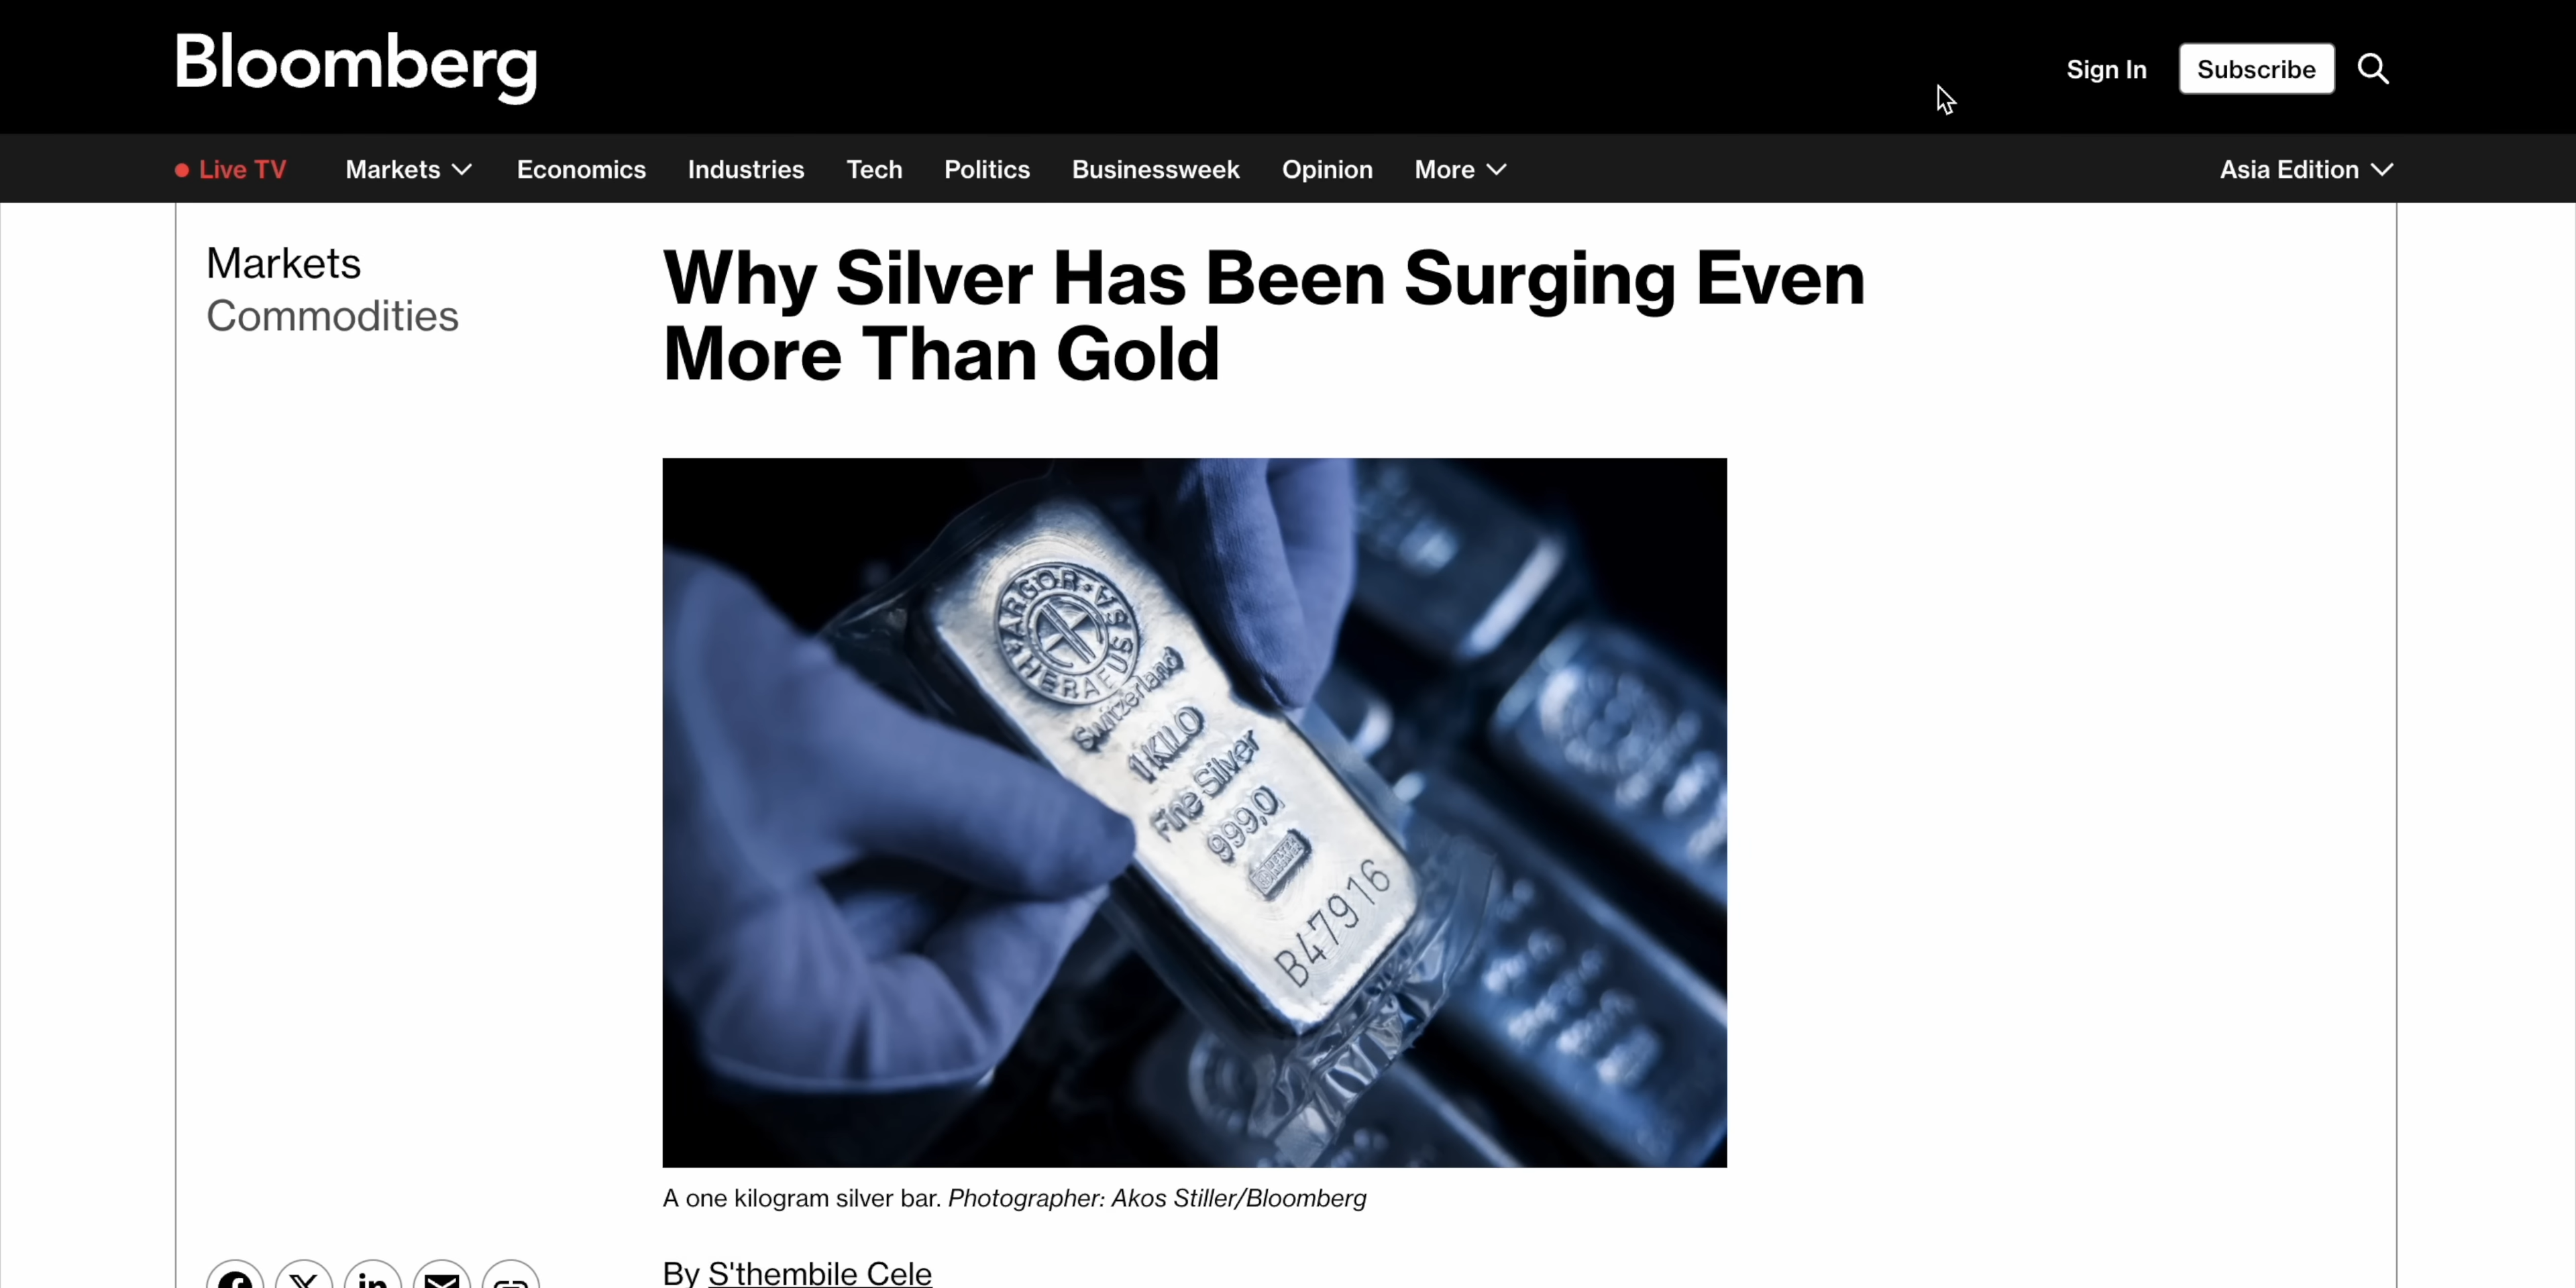 Bloomberg
Sign In
Subscribe
Live TV
Markets
Economics
Industries
Tech
Politics
Businessweek
Opinion
More
Asia Edition
Markets
Commodities
Why Silver Has Been Surging Even
More Than Gold
ARGOR-
HERAEUS
Switzerland
1 KILO
Fine Silver
999,0
B47916
A one kilogram silver bar. Photographer: Akos Stiller/Bloomberg
By S'thembile Cele